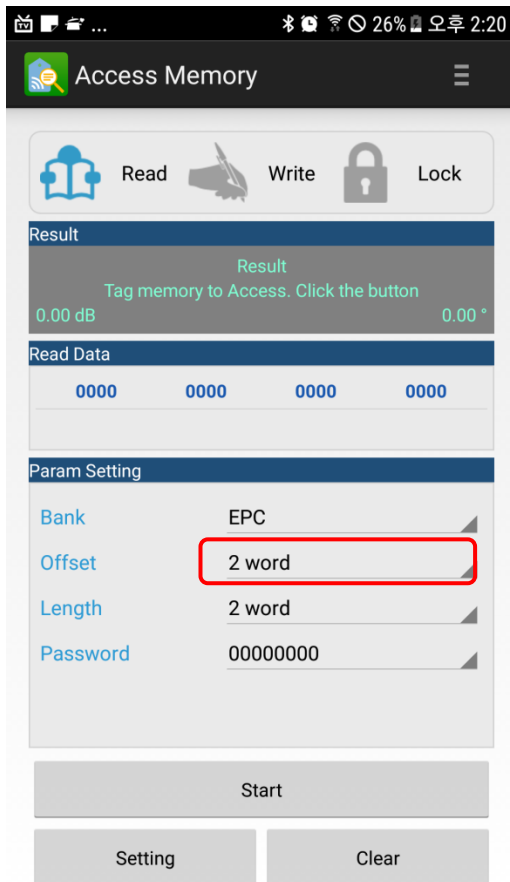 ... 26% 오후 2:20
Access Memory
Read Write Lock
Result
Result
Tag memory to Access. Click the button
0.00 dB 0.00 °
Read Data
0000 0000 0000 0000
Param Setting
Bank EPC
Offset 2 word
Length 2 word
Password 00000000
Start
Setting Clear